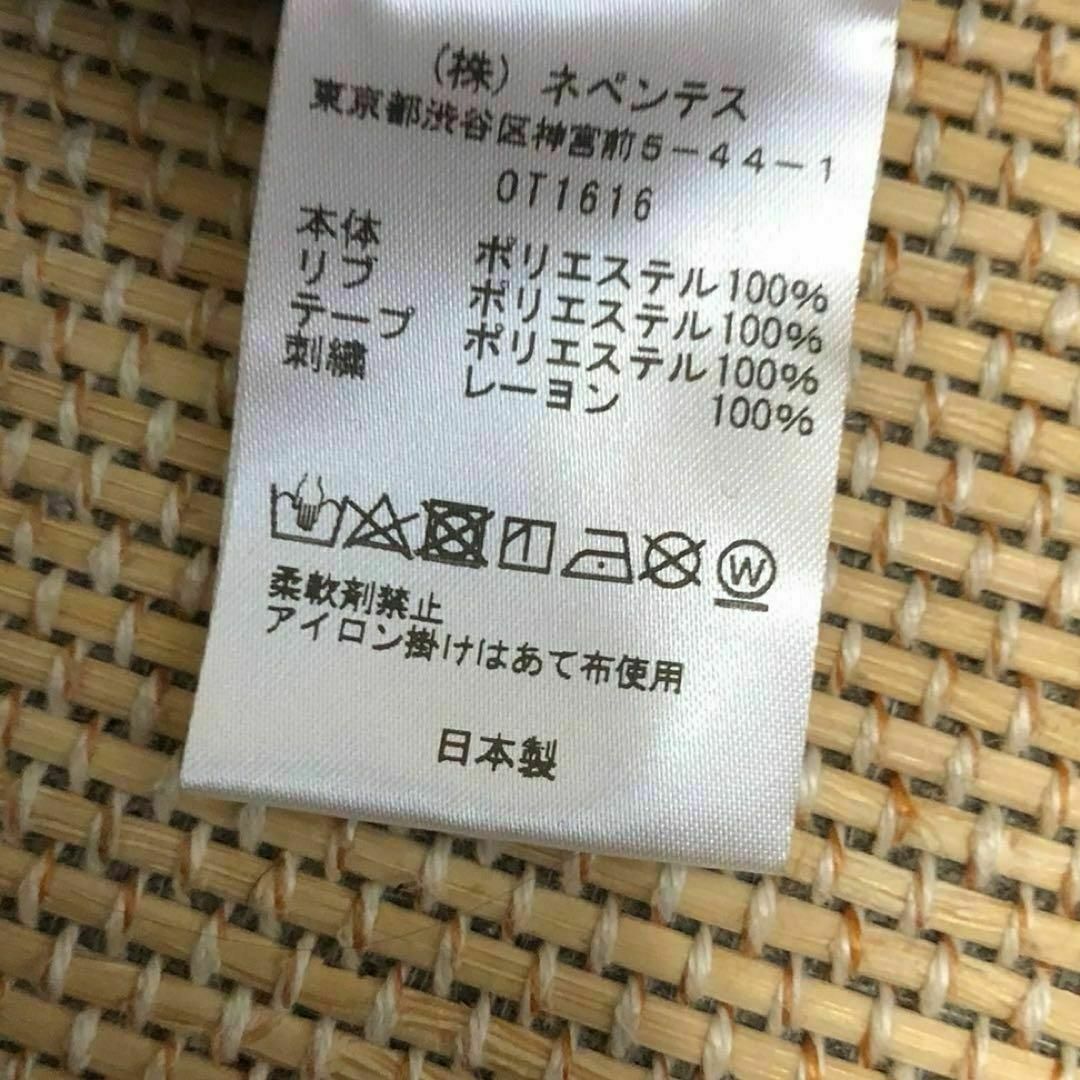 （株）ネペンテス
東京都渋谷区神宮前５－４４－１
OT1616
本体 ポリエステル100%
リブ ポリエステル100%
テープ ポリエステル100%
刺繍 レーヨン 100%
W
柔軟剤禁止
アイロン掛けはあて布使用
日本製